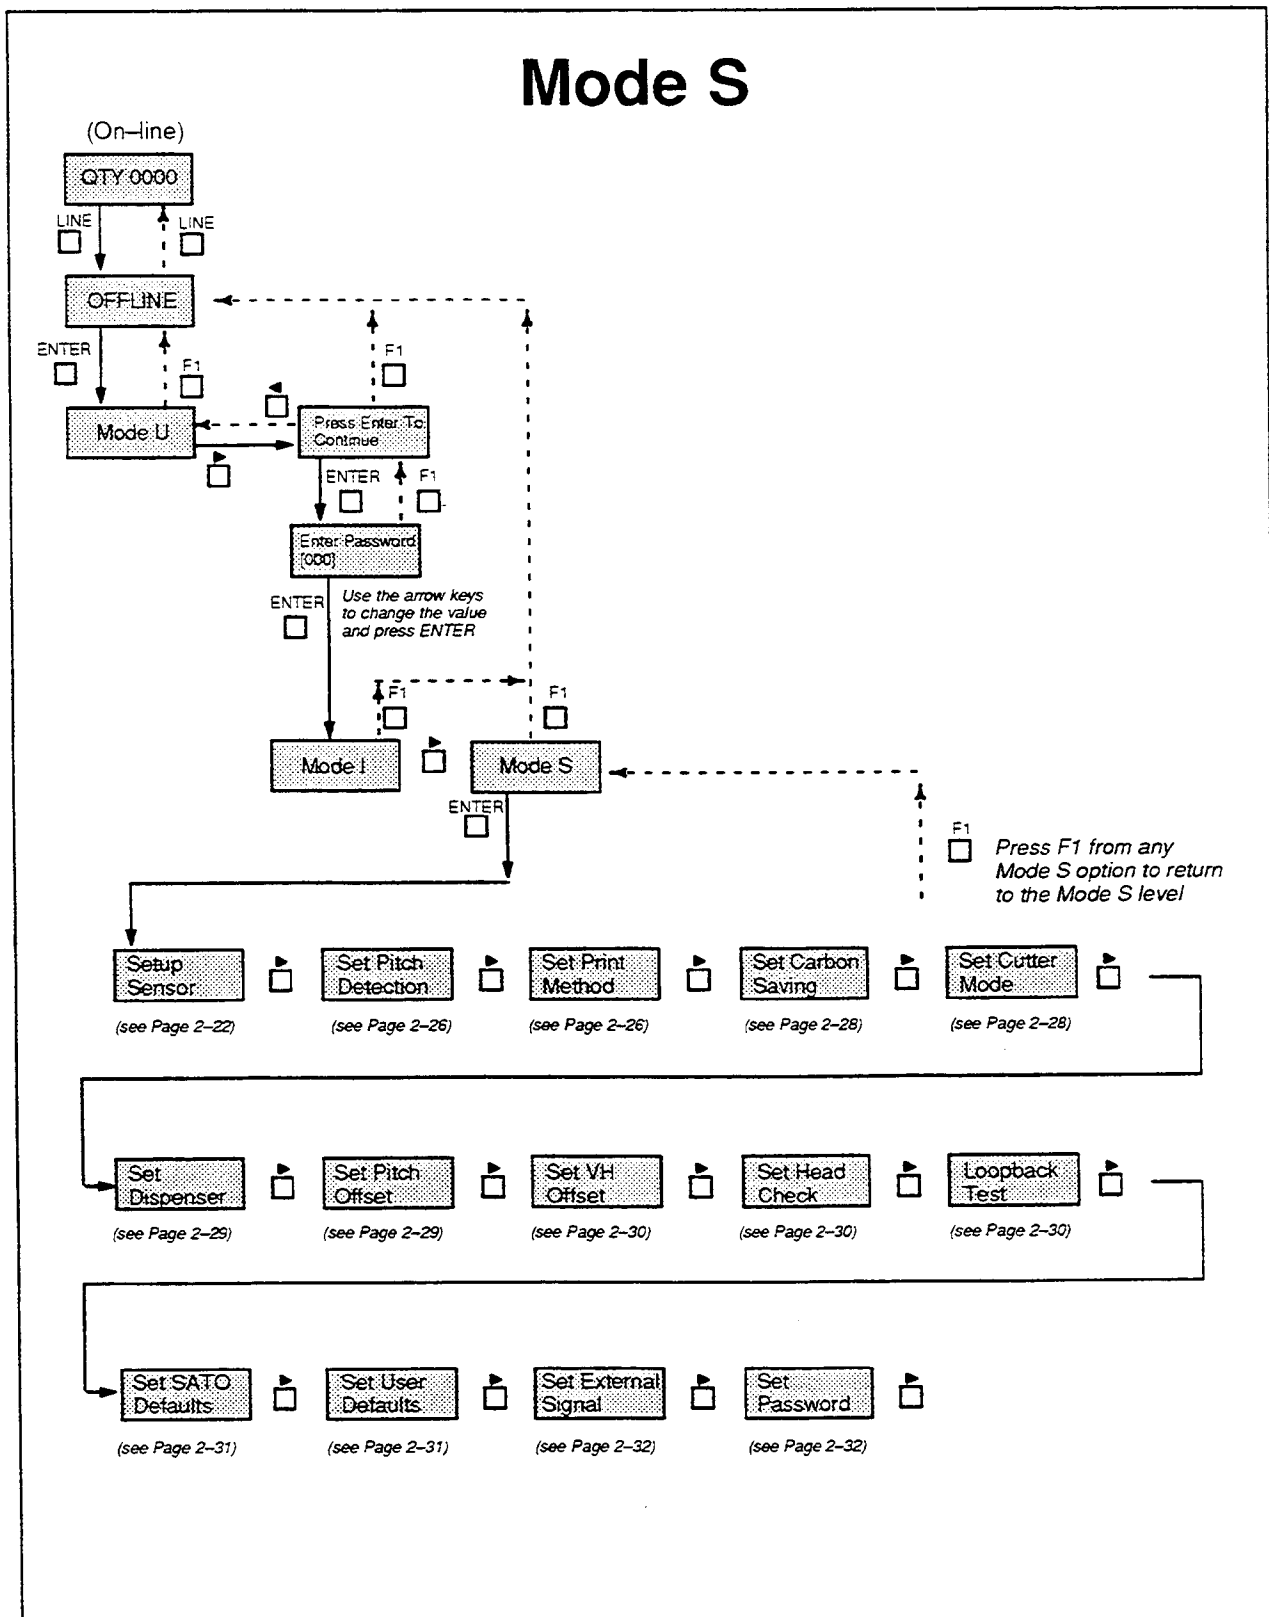 Mode S
(On–line)
QTY 0000
LINE
LINE
OFFLINE
ENTER
F1
F1
Mode U
Press Enter To
Continue
ENTER
F1
Enter Password
[000]
ENTER
Use the arrow keys
to change the value
and press ENTER
F1
F1
Mode I
Mode S
ENTER
F1
Press F1 from any
Mode S option to return
to the Mode S level
Setup
Sensor
(see Page 2–22)
Set Pitch
Detection
(see Page 2–26)
Set Print
Method
(see Page 2–26)
Set Carbon
Saving
(see Page 2–28)
Set Cutter
Mode
(see Page 2–28)
Set
Dispenser
(see Page 2–29)
Set Pitch
Offset
(see Page 2–29)
Set VH
Offset
(see Page 2–30)
Set Head
Check
(see Page 2–30)
Loopback
Test
(see Page 2–30)
Set SATO
Defaults
(see Page 2–31)
Set User
Defaults
(see Page 2–31)
Set External
Signal
(see Page 2–32)
Set
Password
(see Page 2–32)